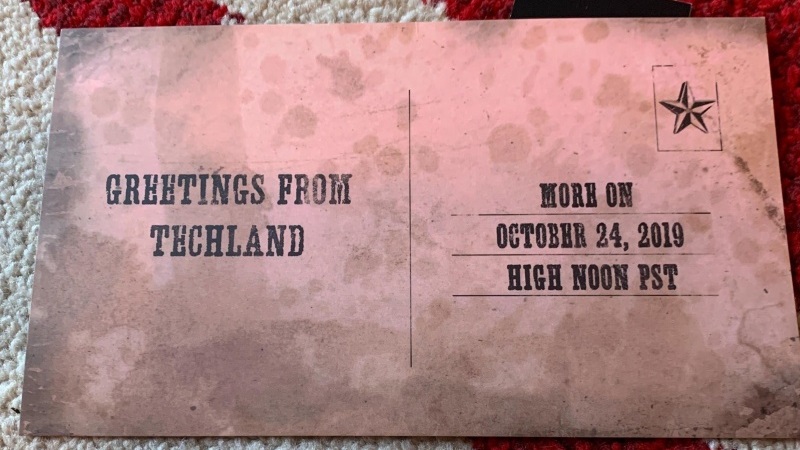 GREETINGS FROM
TECHLAND
MORE ON
OCTOBER 24, 2019
HIGH NOON PST